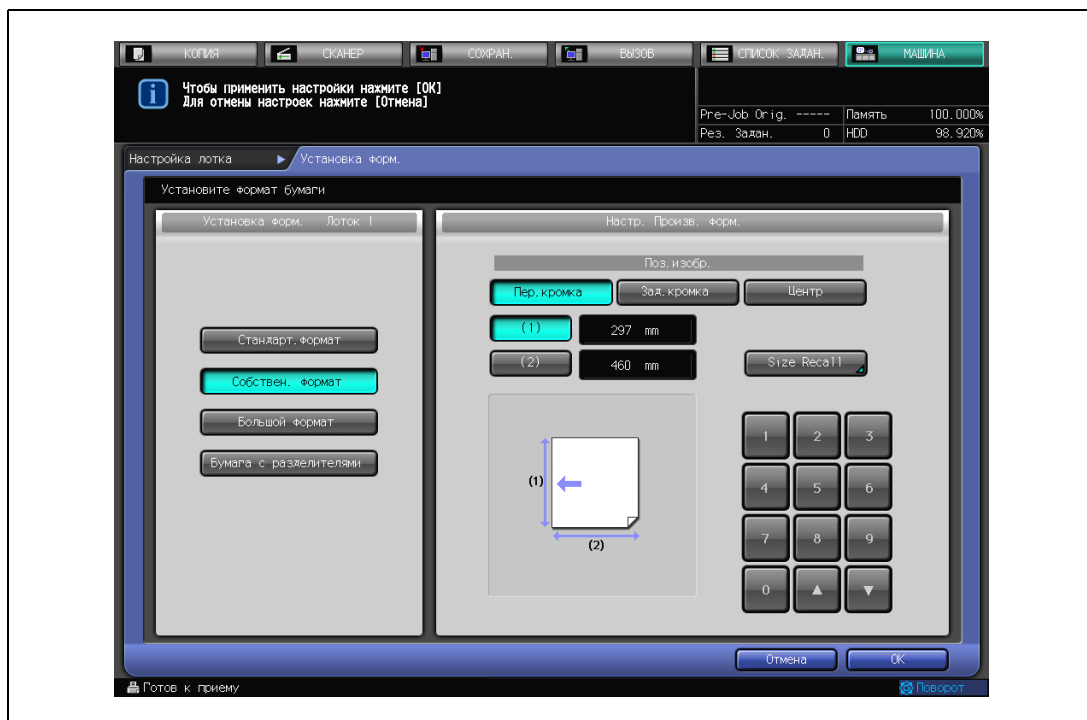 КОПИЯ СКАНЕР СОХРАН. ВЫЗОВ СПИСОК ЗАДАН. МАШИНА
Чтобы применить настройки нажмите [OK]
Для отмены настроек нажмите [Отмена]
Pre-Job Orig. ----- Память 100.000%
Рез. Задан. 0 HDD 98.920%
Настройка лотка ▶ Установка форм.
Установите формат бумаги
Установка форм. Лоток 1
Стандарт.формат
Собствен. формат
Большой формат
Бумага с разделителями
Настр. Произв. форм.
Поз.изобр.
Пер.кромка Зад.кромка Центр
(1) 297 mm
(2) 460 mm Size Recall
(1)
(2)
1 2 3
4 5 6
7 8 9
0 ▲ ▼
Отмена OK
Готов к приему Поворот